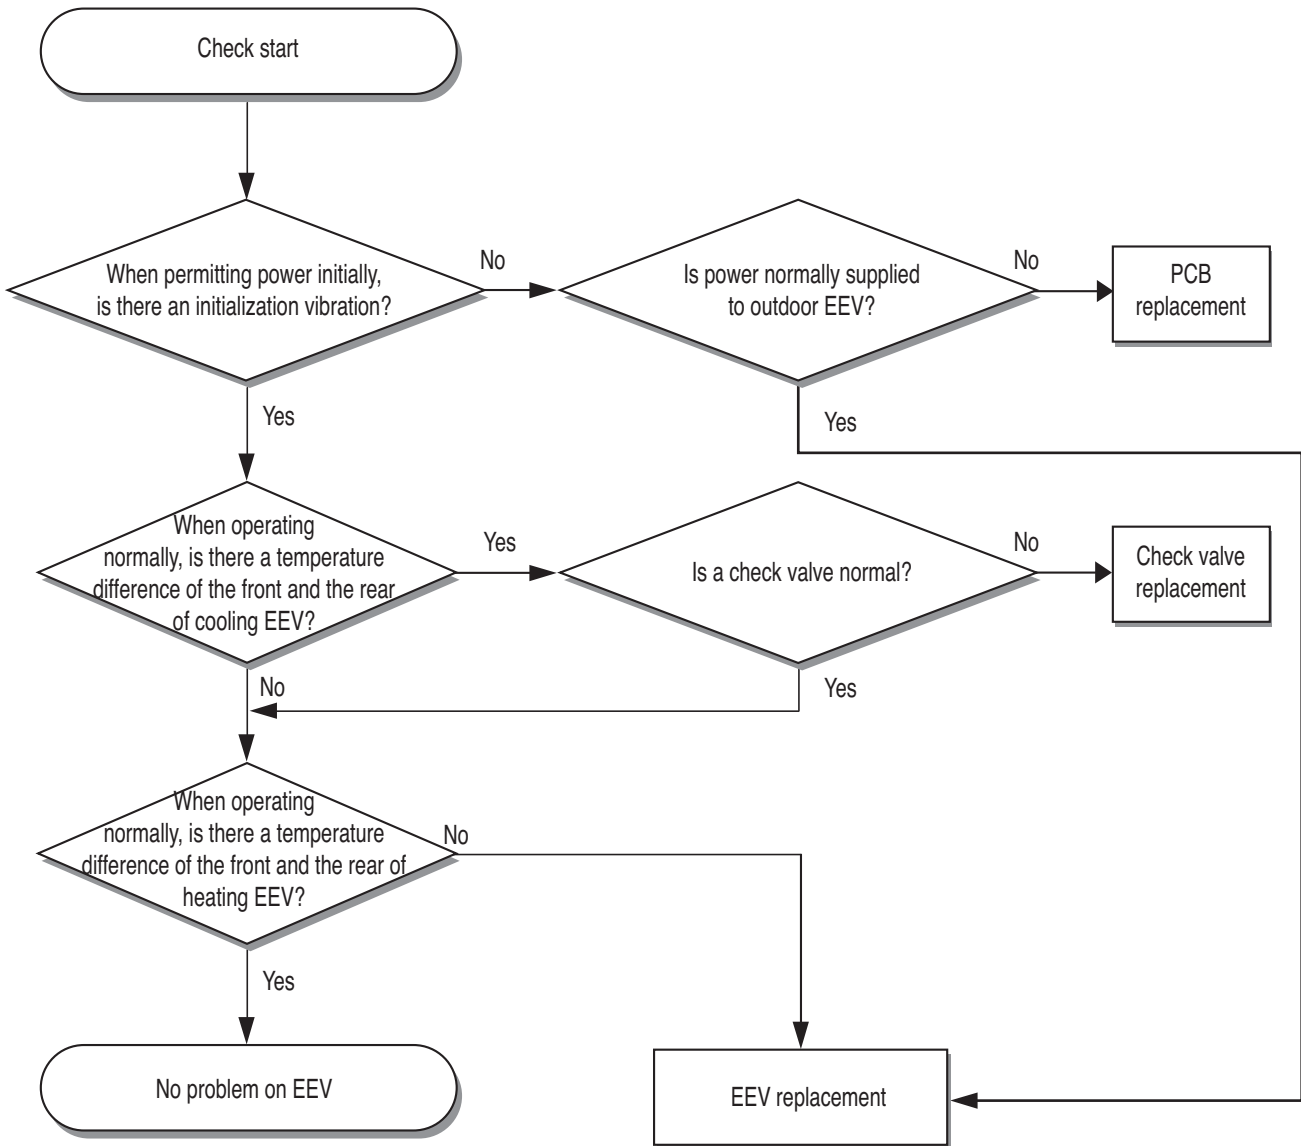 Check start
When permitting power initially,
is there an initialization vibration?
No
Is power normally supplied
to outdoor EEV?
No
PCB
replacement
Yes
Yes
When operating
normally, is there a temperature
difference of the front and the rear
of cooling EEV?
Yes
Is a check valve normal?
No
Check valve
replacement
No
Yes
When operating
normally, is there a temperature
difference of the front and the rear of
heating EEV?
No
Yes
No problem on EEV
EEV replacement